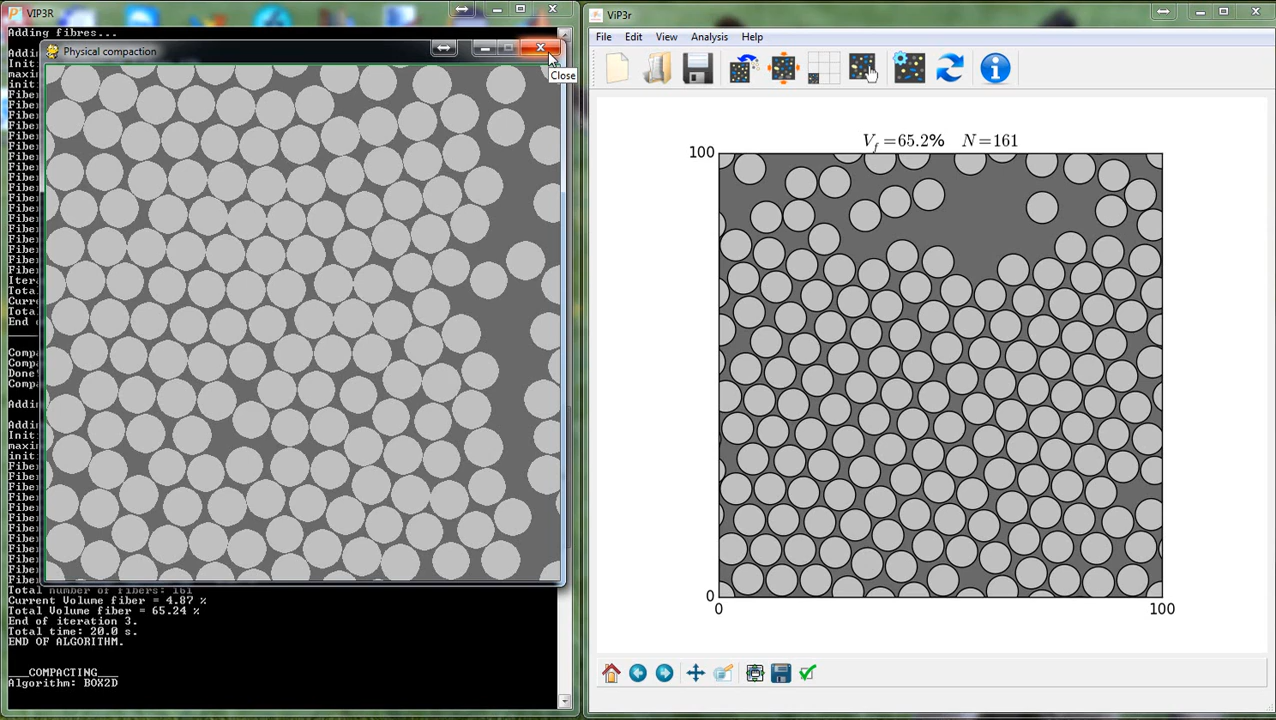 VIP3R
Adding fibres...
Physical compaction
Close
Total number of fibers: 161
Current Volume fiber = 4.87 %
Total Volume fiber = 65.24 %
End of iteration 3.
Total time: 20.0 s.
END OF ALGORITHM.
___COMPACTING___
Algorithm: BOX2D
ViP3r
File Edit View Analysis Help
V_f =65.2% N=161
100
0
0 100